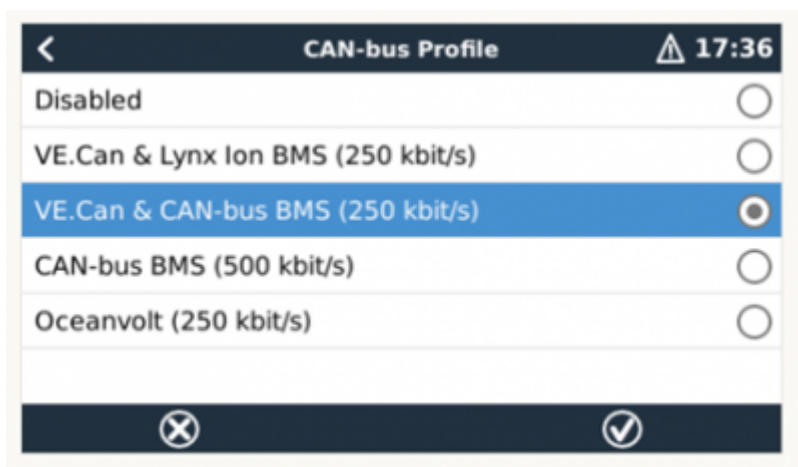 CAN-bus Profile 17:36
Disabled
VE.Can & Lynx Ion BMS (250 kbit/s)
VE.Can & CAN-bus BMS (250 kbit/s)
CAN-bus BMS (500 kbit/s)
Oceanvolt (250 kbit/s)